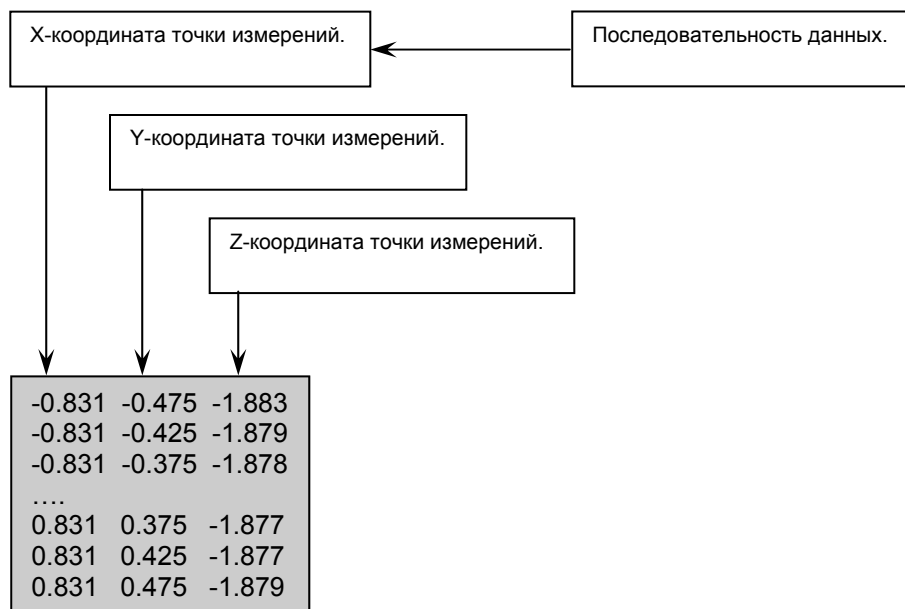 X-координата точки измерений.
Последовательность данных.
Y-координата точки измерений.
Z-координата точки измерений.
-0.831 -0.475 -1.883
-0.831 -0.425 -1.879
-0.831 -0.375 -1.878
....
0.831 0.375 -1.877
0.831 0.425 -1.877
0.831 0.475 -1.879